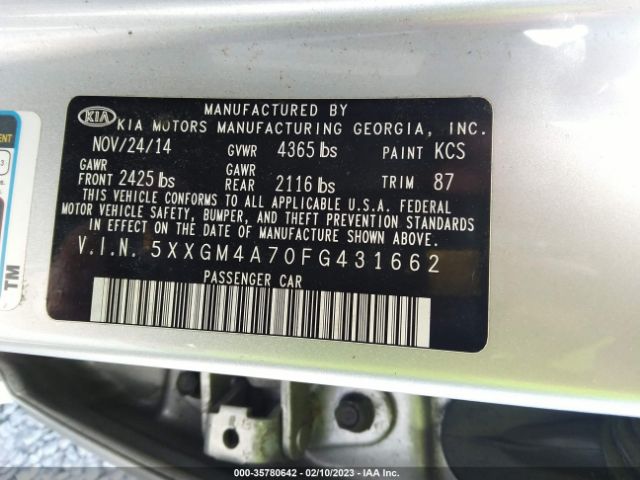 MANUFACTURED BY
KIA KIA MOTORS MANUFACTURING GEORGIA, INC.
NOV/24/14 GVWR 4365 lbs PAINT KCS
GAWR GAWR
FRONT 2425 lbs REAR 2116 lbs TRIM 87
THIS VEHICLE CONFORMS TO ALL APPLICABLE U.S.A. FEDERAL
MOTOR VEHICLE SAFETY, BUMPER, AND THEFT PREVENTION STANDARDS
IN EFFECT ON THE DATE OF MANUFACTURE SHOWN ABOVE.
V.I.N. 5XXGM4A70FG431662
PASSENGER CAR
TM
000-35780642 - 02/10/2023 - IAA Inc.